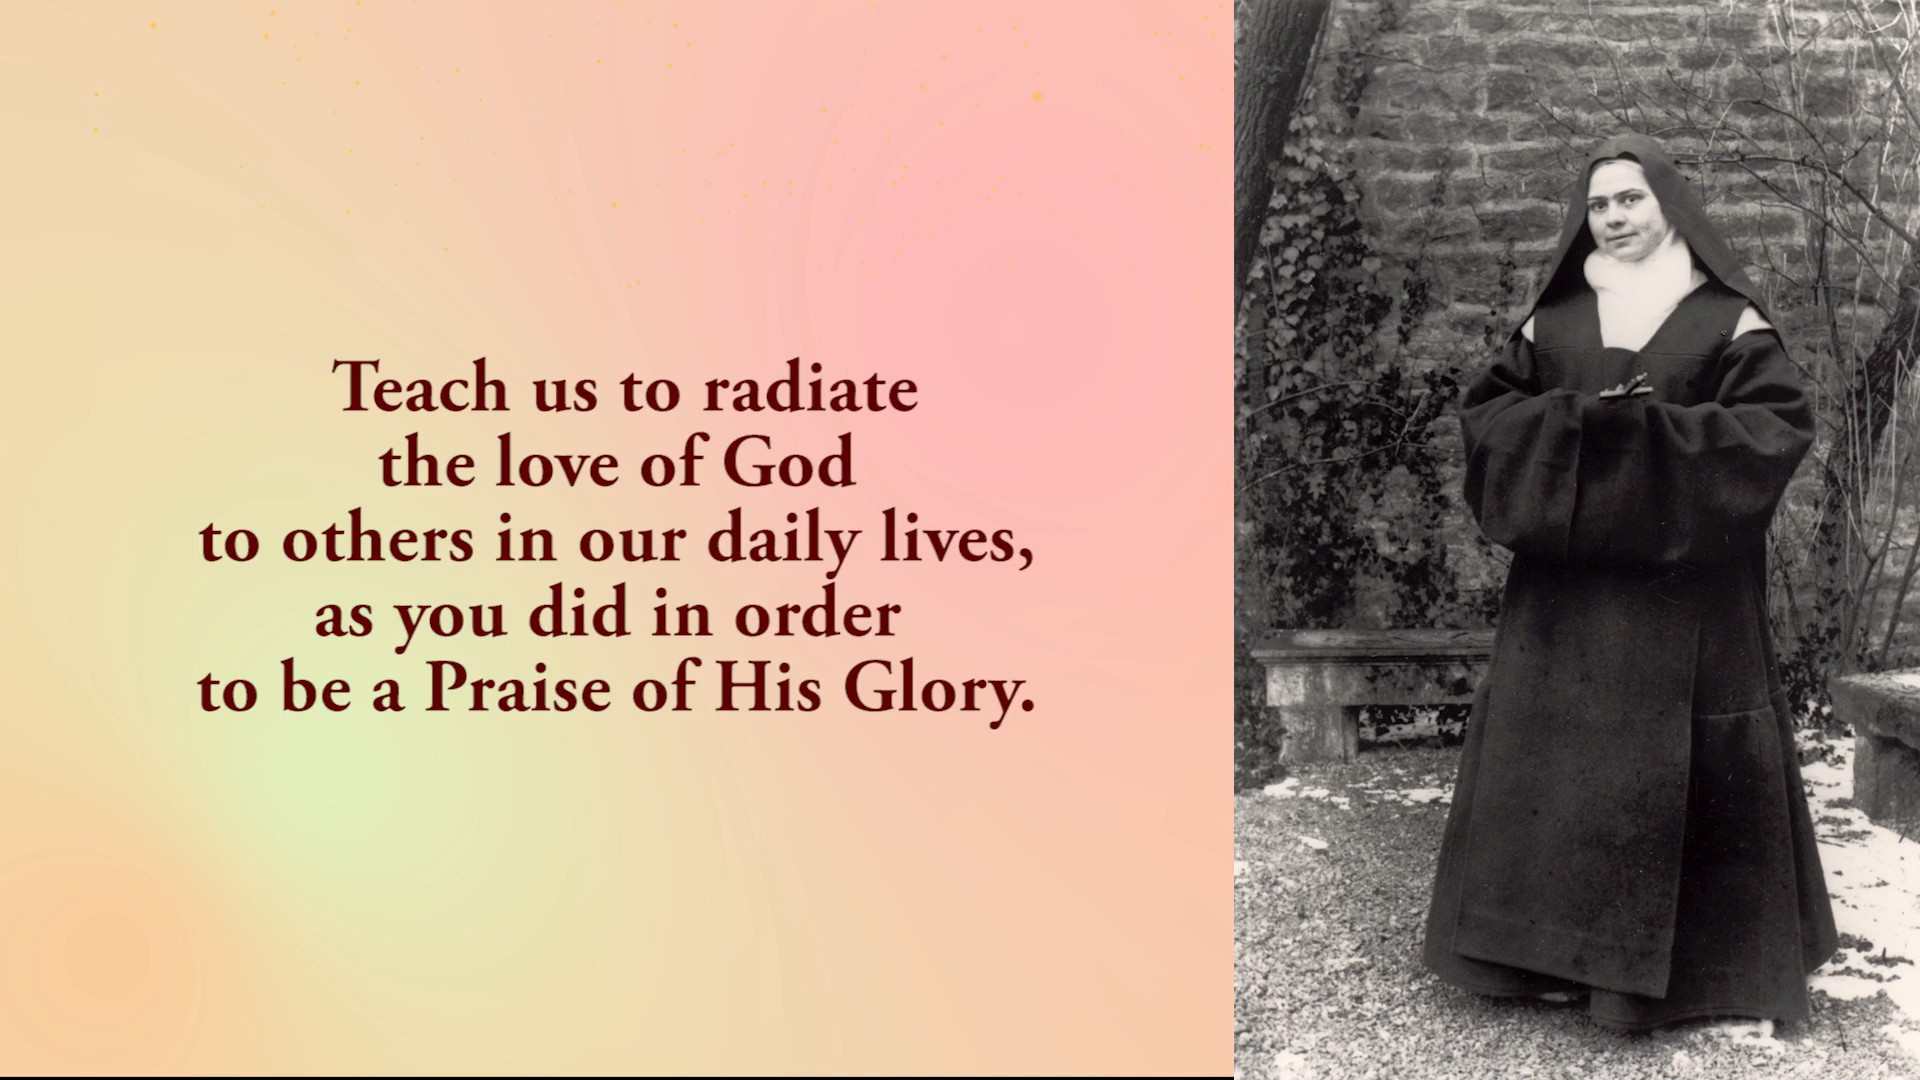 Teach us to radiate
the love of God
to others in our daily lives,
as you did in order
to be a Praise of His Glory.